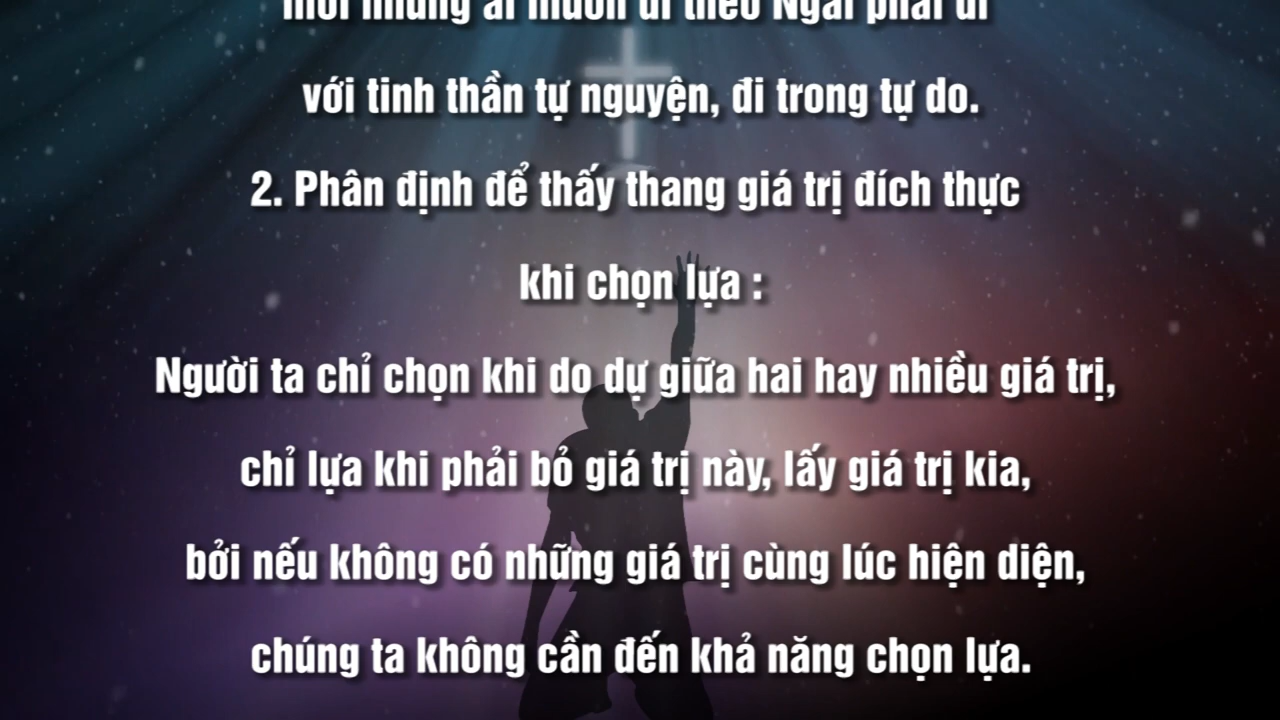 mời những ai muốn đi theo Ngài phải đi
với tinh thần tự nguyện, đi trong tự do.
2. Phân định để thấy thang giá trị đích thực
khi chọn lựa :
Người ta chỉ chọn khi do dự giữa hai hay nhiều giá trị,
chỉ lựa khi phải bỏ giá trị này, lấy giá trị kia,
bởi nếu không có những giá trị cùng lúc hiện diện,
chúng ta không cần đến khả năng chọn lựa.